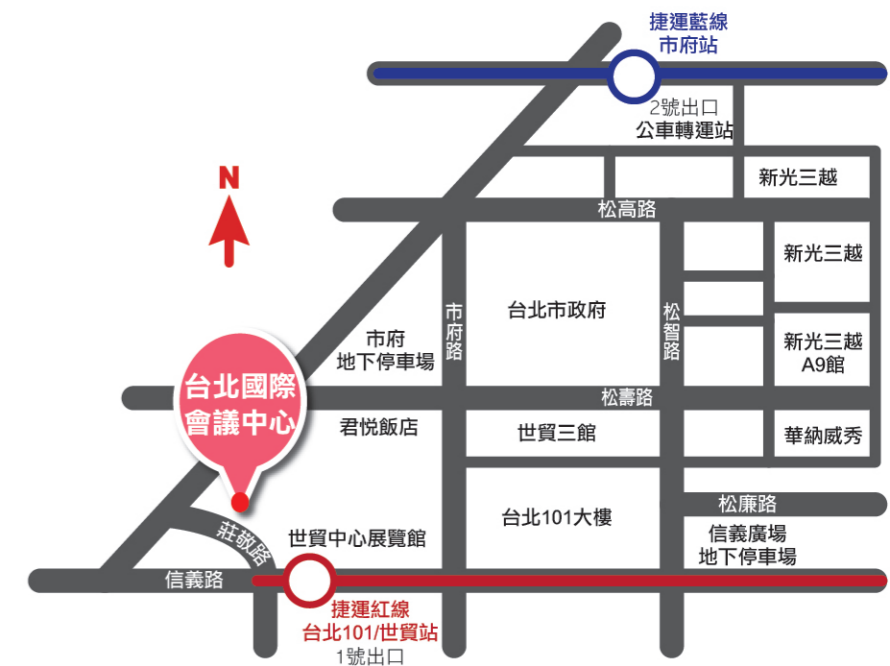 捷運藍線
市府站
2號出口
公車轉運站
N
新光三越
松高路
新光三越
台北市政府
市府路
松智路
市府
地下停車場
新光三越
A9館
台北國際
會議中心
松壽路
君悅飯店
世貿三館
華納威秀
松廉路
台北101大樓
莊敬路
世貿中心展覽館
信義廣場
地下停車場
信義路
捷運紅線
台北101/世貿站
1號出口